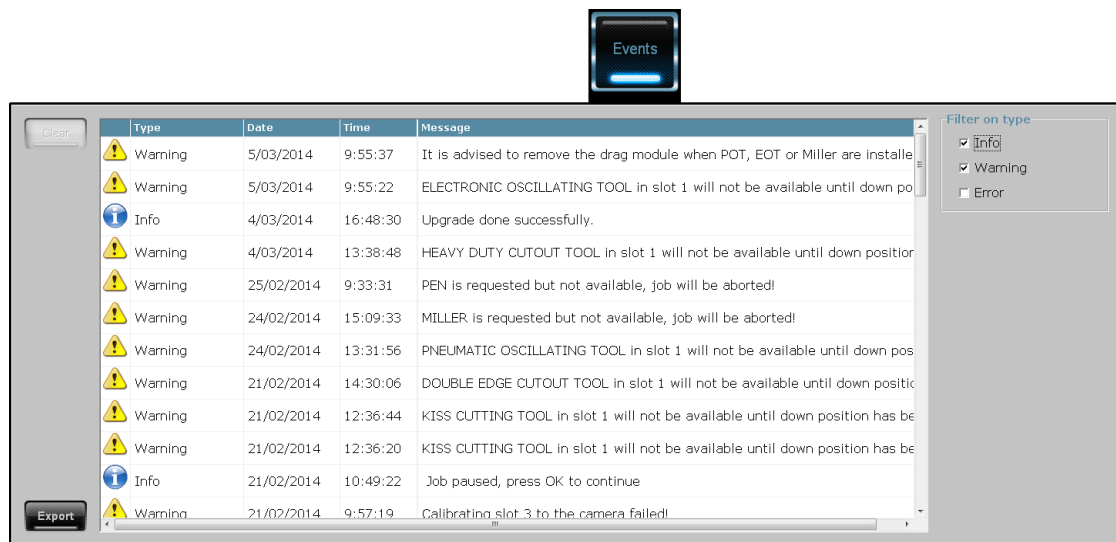 Events
Clear
Type Date Time Message
Warning 5/03/2014 9:55:37 It is advised to remove the drag module when POT, EOT or Miller are installe
Warning 5/03/2014 9:55:22 ELECTRONIC OSCILLATING TOOL in slot 1 will not be available until down po
Info 4/03/2014 16:48:30 Upgrade done successfully.
Warning 4/03/2014 13:38:48 HEAVY DUTY CUTOUT TOOL in slot 1 will not be available until down position
Warning 25/02/2014 9:33:31 PEN is requested but not available, job will be aborted!
Warning 24/02/2014 15:09:33 MILLER is requested but not available, job will be aborted!
Warning 24/02/2014 13:31:56 PNEUMATIC OSCILLATING TOOL in slot 1 will not be available until down pos
Warning 21/02/2014 14:30:06 DOUBLE EDGE CUTOUT TOOL in slot 1 will not be available until down positic
Warning 21/02/2014 12:36:44 KISS CUTTING TOOL in slot 1 will not be available until down position has be
Warning 21/02/2014 12:36:20 KISS CUTTING TOOL in slot 1 will not be available until down position has be
Info 21/02/2014 10:49:22 Job paused, press OK to continue
Warning 21/02/2014 9:57:19 Calibrating slot 3 to the camera failed!
Export
Filter on type
Info
Warning
Error